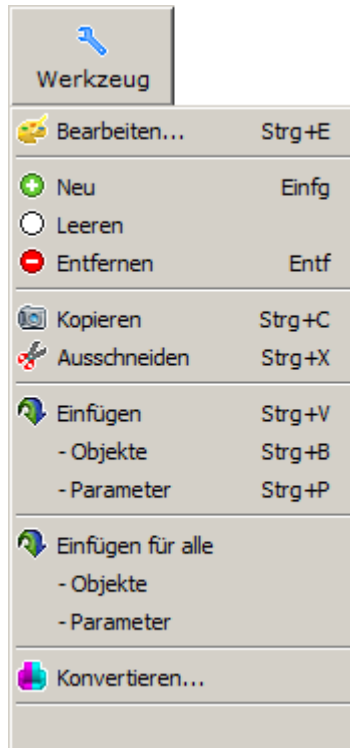 Werkzeug
Bearbeiten... Strg+E
Neu Einfg
Leeren
Entfernen Entf
Kopieren Strg+C
Ausschneiden Strg+X
Einfügen Strg+V
- Objekte Strg+B
- Parameter Strg+P
Einfügen für alle
- Objekte
- Parameter
Konvertieren...